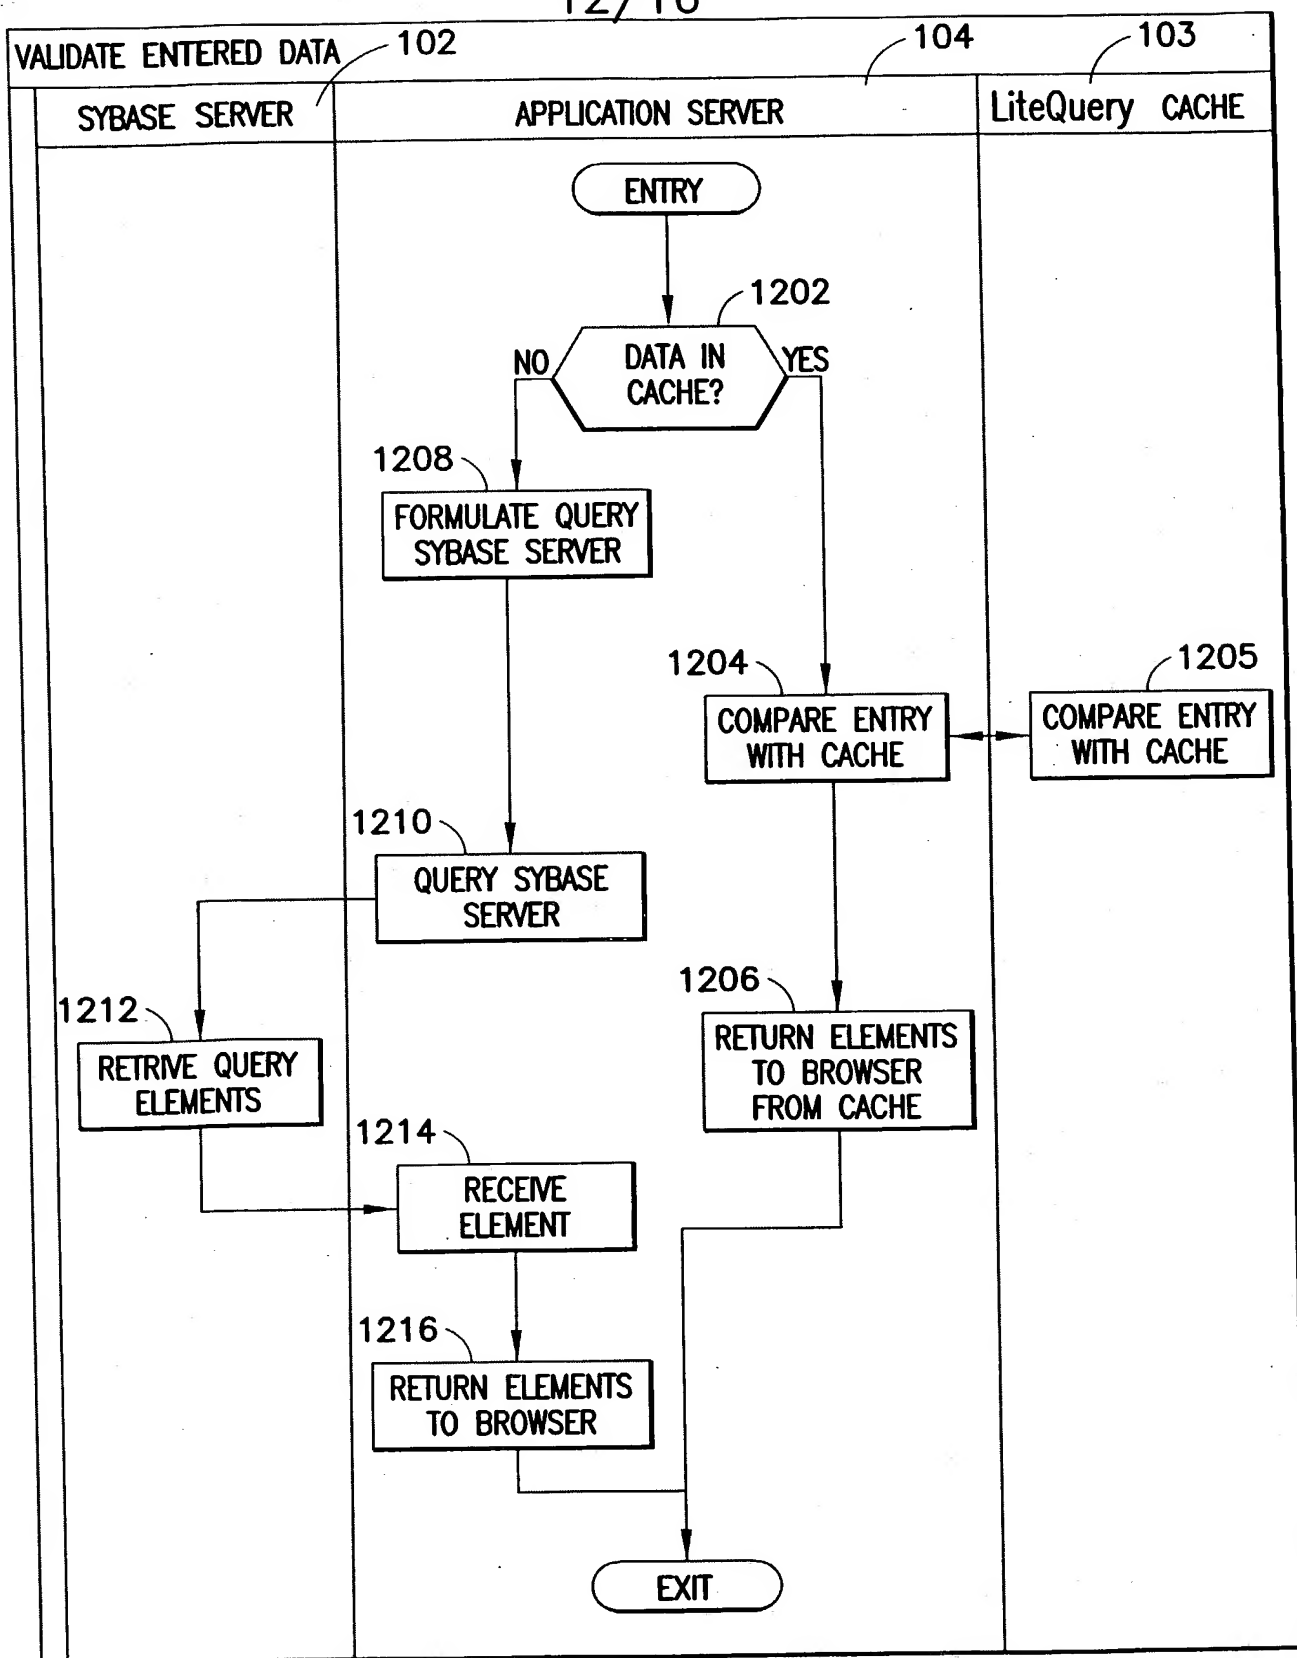 12/16
VALIDATE ENTERED DATA
102
104
103
SYBASE SERVER
APPLICATION SERVER
LiteQuery CACHE
ENTRY
1202
NO
DATA IN
CACHE?
YES
1208
FORMULATE QUERY
SYBASE SERVER
1204
COMPARE ENTRY
WITH CACHE
1205
COMPARE ENTRY
WITH CACHE
1210
QUERY SYBASE
SERVER
1206
RETURN ELEMENTS
TO BROWSER
FROM CACHE
1212
RETRIVE QUERY
ELEMENTS
1214
RECEIVE
ELEMENT
1216
RETURN ELEMENTS
TO BROWSER
EXIT